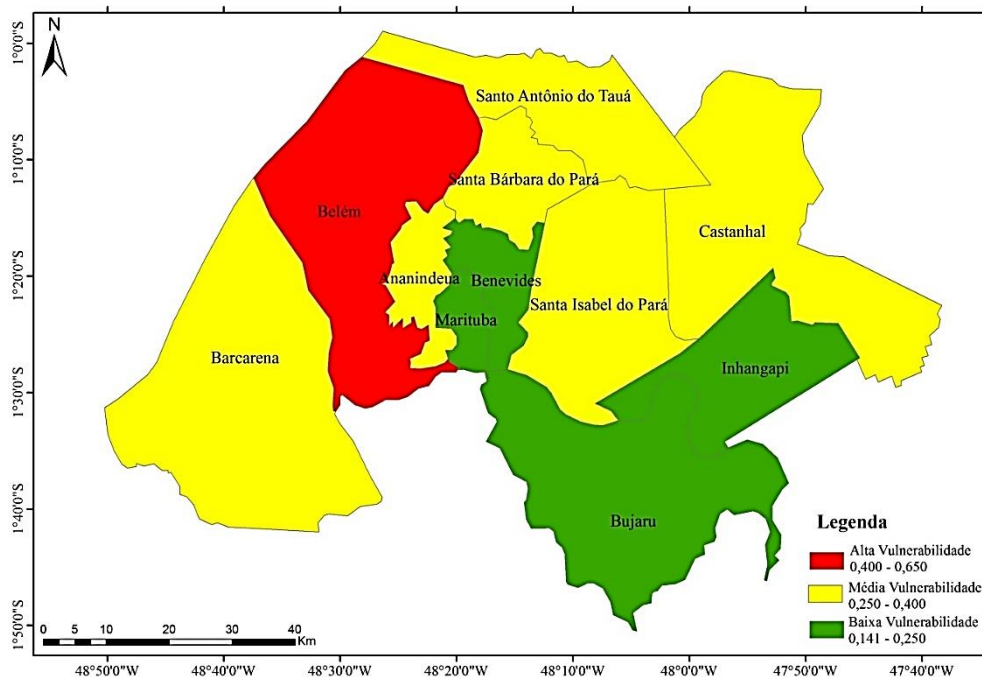 N
1°0'0"S
1°10'0"S
1°20'0"S
1°30'0"S
1°40'0"S
1°50'0"S
Santo Antônio do Tauá
Santa Bárbara do Pará
Belém
Castanhal
Ananindeua
Benevides
Santa Isabel do Pará
Marituba
Barcarena
Inhangapi
Bujaru
Legenda
Alta Vulnerabilidade
0,400 - 0,650
Média Vulnerabilidade
0,250 - 0,400
Baixa Vulnerabilidade
0,141 - 0,250
0 5 10 20 30 40
Km
48°50'0"W 48°40'0"W 48°30'0"W 48°20'0"W 48°10'0"W 48°0'0"W 47°50'0"W 47°40'0"W